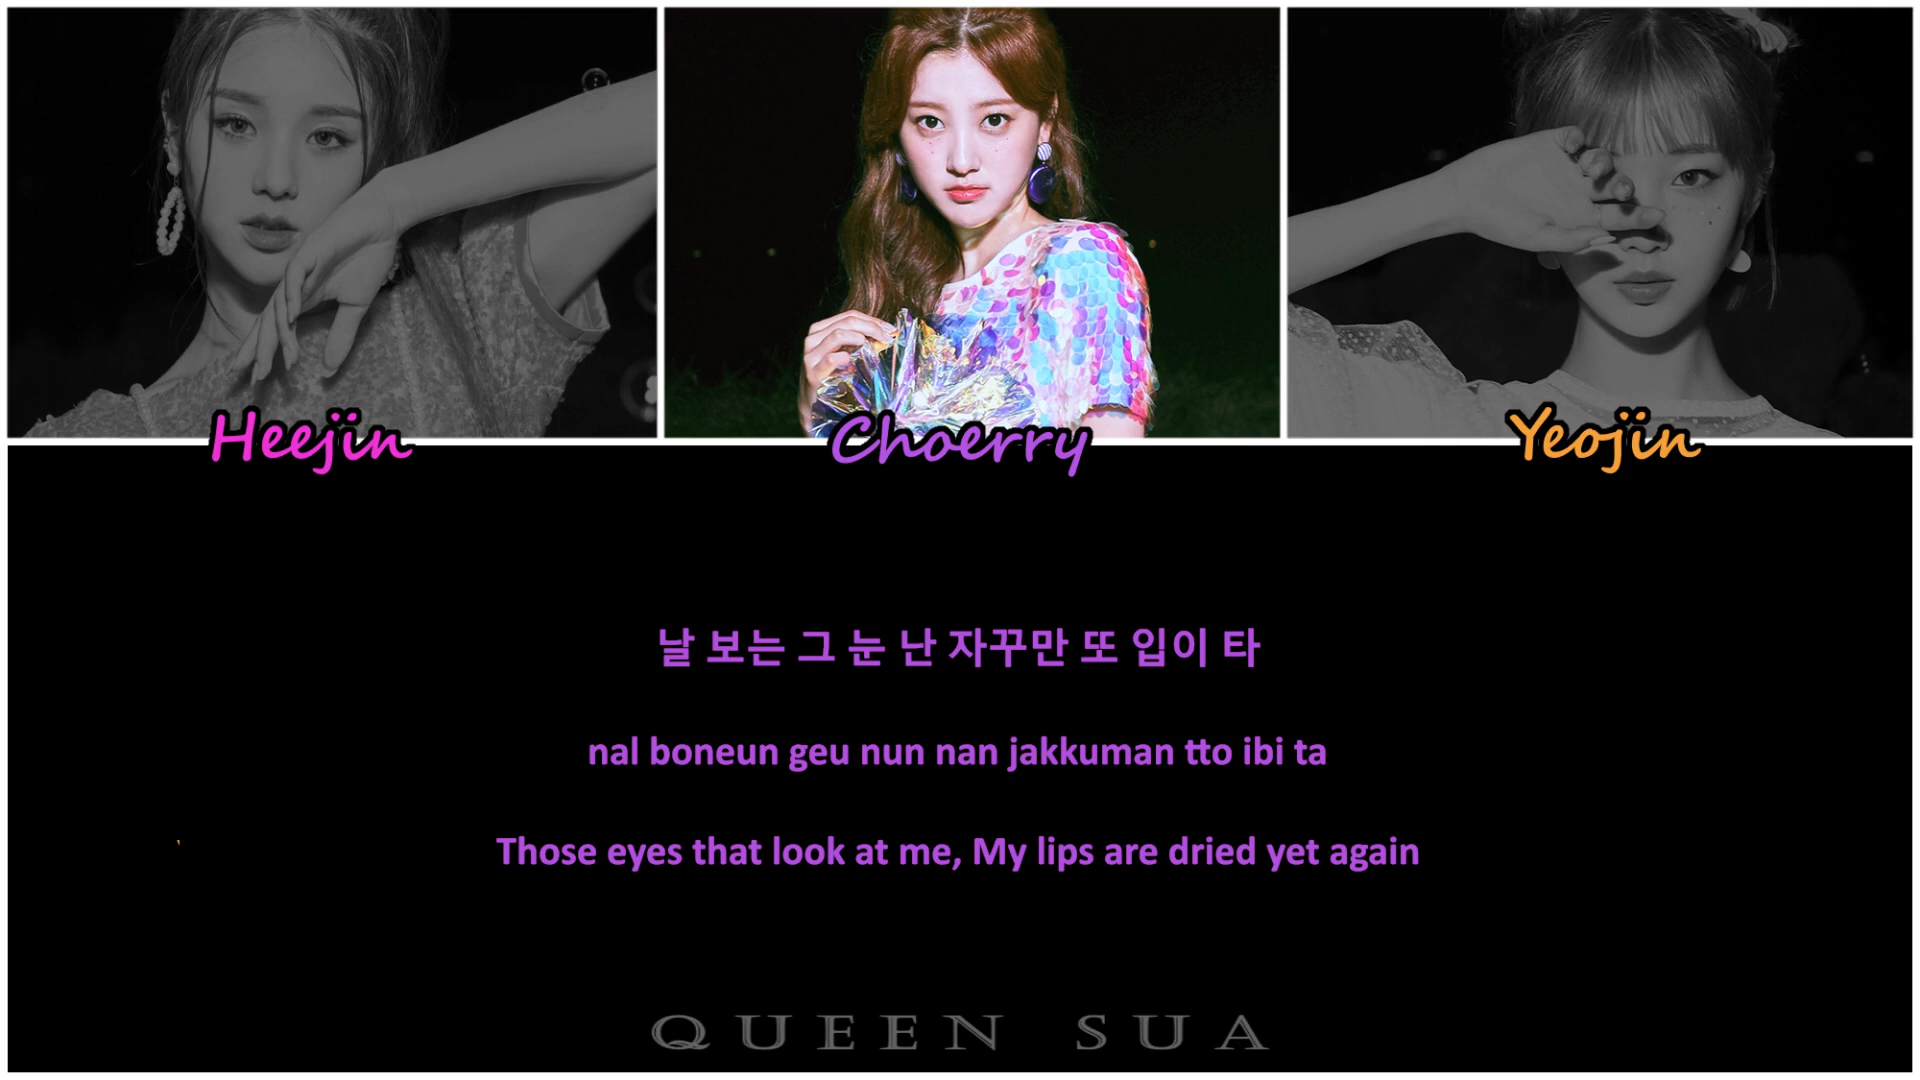 Heejin
Choerry
Yeojin
날 보는 그 눈 난 자꾸만 또 입이 타
nal boneun geu nun nan jakkuman tto ibi ta
Those eyes that look at me, My lips are dried yet again
QUEEN SUA